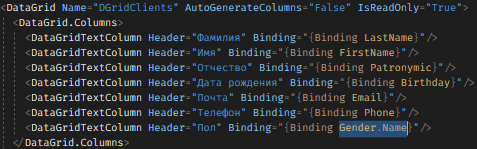 <DataGrid Name="DGridClients" AutoGenerateColumns="False" IsReadOnly="True">
<DataGrid.Columns>
<DataGridTextColumn Header="Фамилия" Binding="{Binding LastName}"/>
<DataGridTextColumn Header="Имя" Binding="{Binding FirstName}"/>
<DataGridTextColumn Header="Отчество" Binding="{Binding Patronymic}"/>
<DataGridTextColumn Header="Дата рождения" Binding="{Binding Birthday}"/>
<DataGridTextColumn Header="Почта" Binding="{Binding Email}"/>
<DataGridTextColumn Header="Телефон" Binding="{Binding Phone}"/>
<DataGridTextColumn Header="Пол" Binding="{Binding Gender.Name}"/>
</DataGrid.Columns>